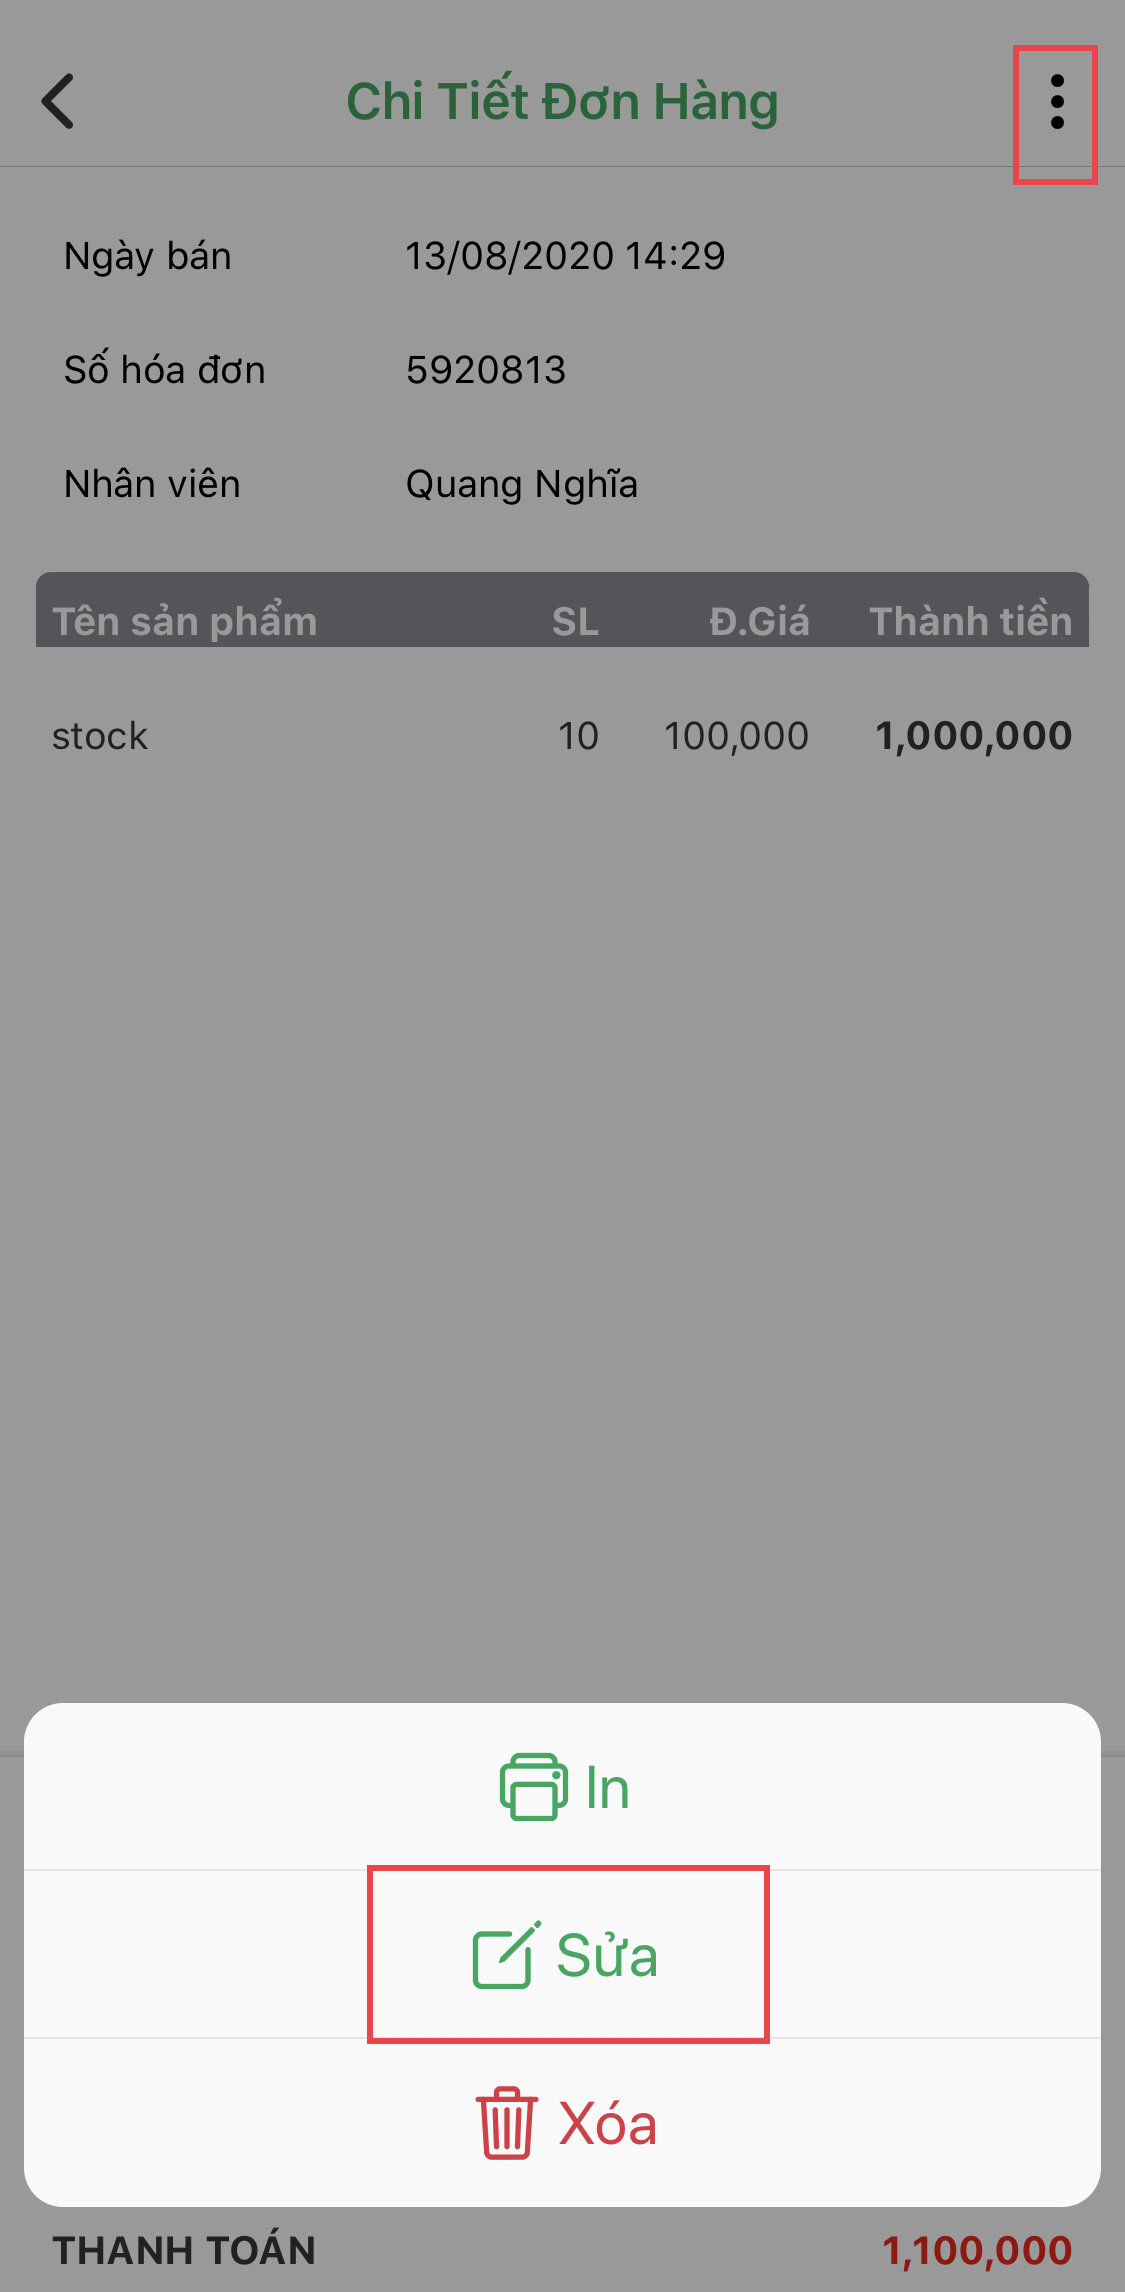 Chi Tiết Đơn Hàng
Ngày bán 13/08/2020 14:29
Số hóa đơn 5920813
Nhân viên Quang Nghĩa
Tên sản phẩm SL Đ.Giá Thành tiền
stock 10 100,000 1,000,000
In
Sửa
Xóa
THANH TOÁN 1,100,000